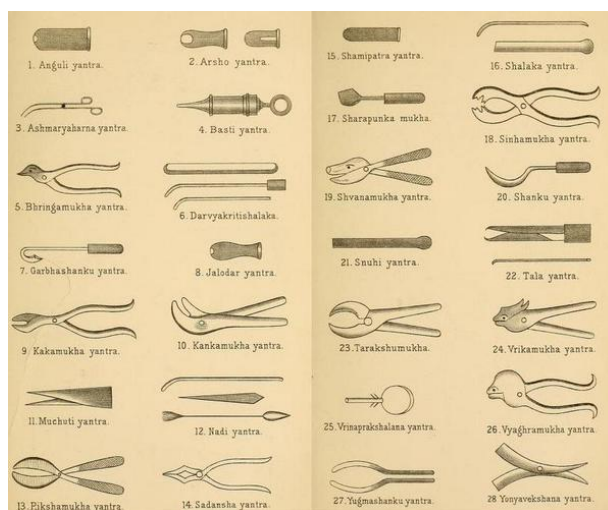 1. Anguli yantra.
2. Arsho yantra.
3. Ashmaryaharna yantra.
4. Basti yantra.
5. Bhringamukha yantra.
6. Darvyakritishalaka.
7. Garbhashanku yantra.
8. Jalodar yantra.
9. Kakamukha yantra.
10. Kankamukha yantra.
11. Muchuti yantra.
12. Nadi yantra.
13. Rikshamukha yantra.
14. Sadansha yantra.
15. Shamipatra yantra.
16. Shalaka yantra.
17. Sharapunka mukha.
18. Sinhamukha yantra.
19. Shvanamukha yantra.
20. Shanku yantra.
21. Snuhi yantra.
22. Tala yantra.
23. Tarakshumukha.
24. Vrikamukha yantra.
25. Vrinaprakshalana yantra.
26. Vyaghramukha yantra.
27. Yugmashanku yantra.
28 Yonyavekshana yantra.